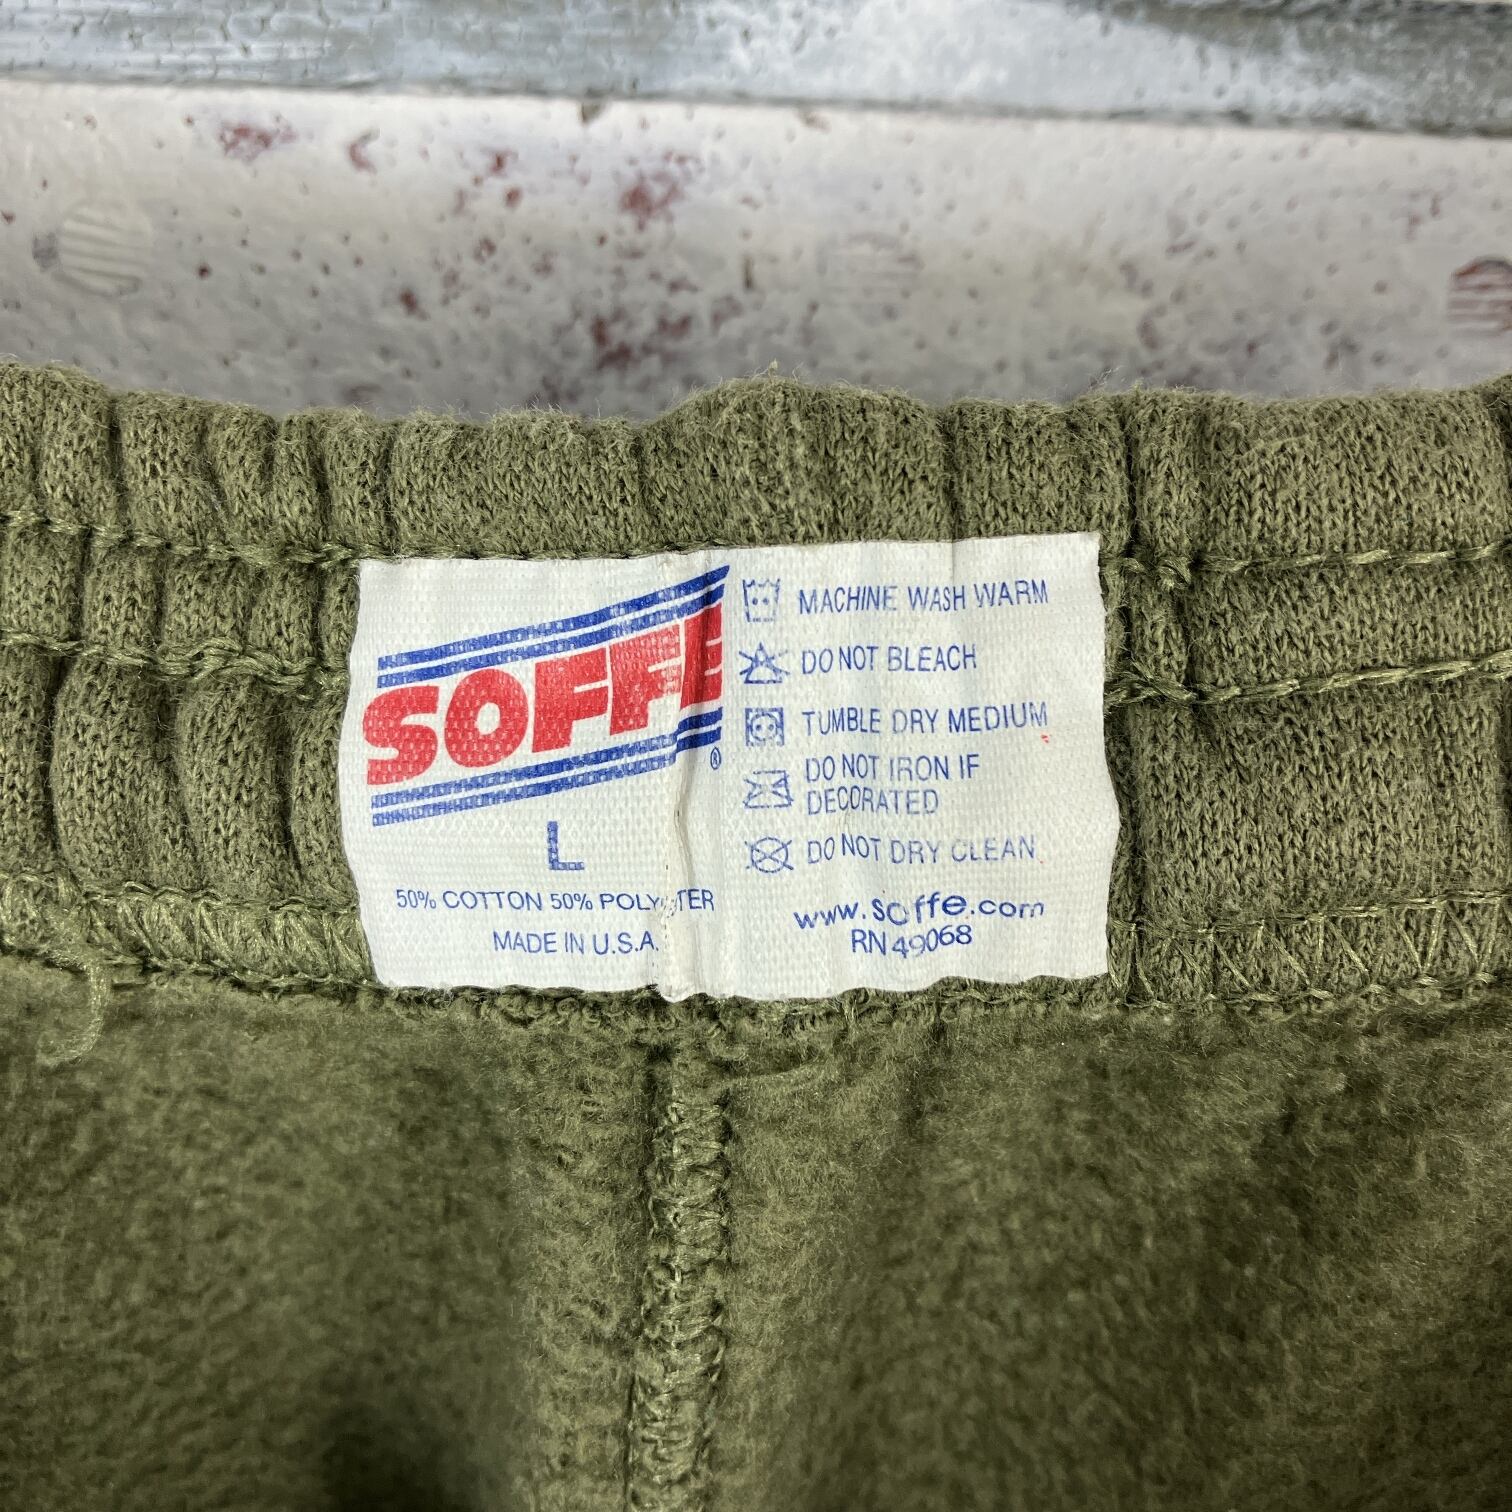 SOFFE
®
L
50% COTTON 50% POLYESTER
MADE IN U.S.A.
MACHINE WASH WARM
DO NOT BLEACH
TUMBLE DRY MEDIUM
DO NOT IRON IF
DECORATED
DO NOT DRY CLEAN
www.soffe.com
RN 49068